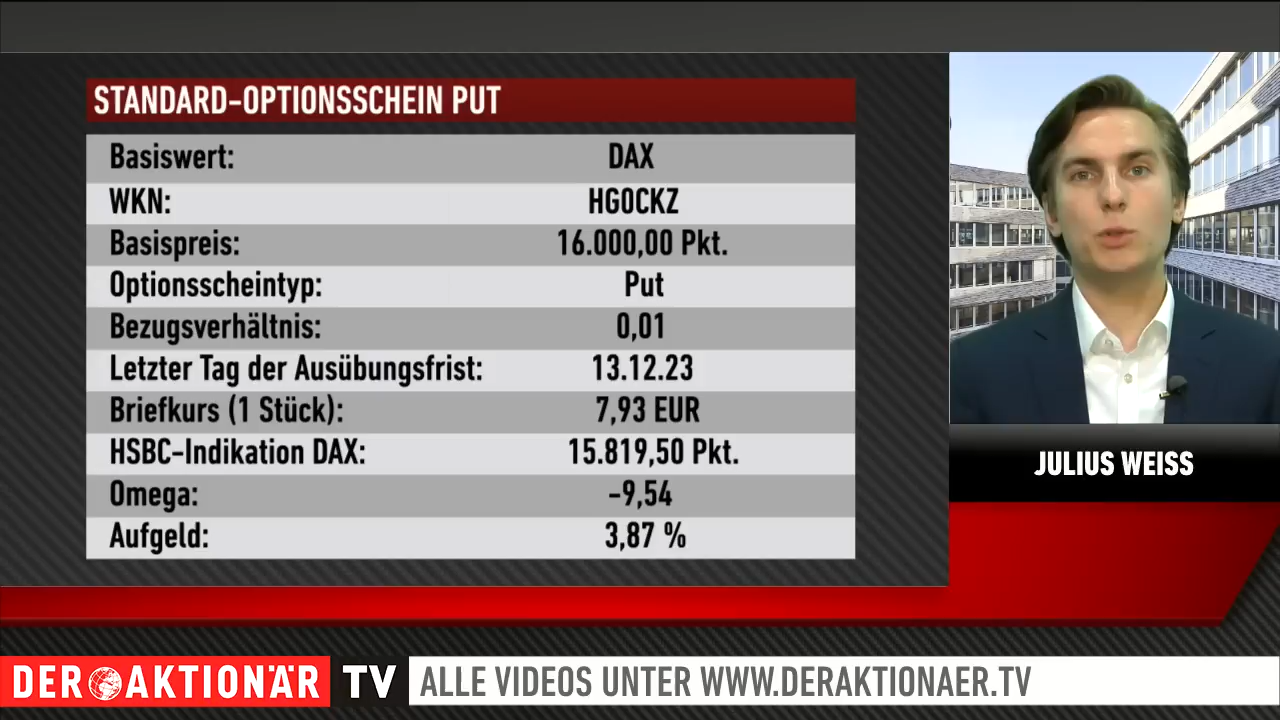 STANDARD-OPTIONSSCHEIN PUT
Basiswert: DAX
WKN: HG0CKZ
Basispreis: 16.000,00 Pkt.
Optionsscheintyp: Put
Bezugsverhältnis: 0,01
Letzter Tag der Ausübungsfrist: 13.12.23
Briefkurs (1 Stück): 7,93 EUR
HSBC-Indikation DAX: 15.819,50 Pkt.
Omega: -9,54
Aufgeld: 3,87 %
JULIUS WEISS
DER AKTIONÄR TV ALLE VIDEOS UNTER WWW.DERAKTIONAER.TV